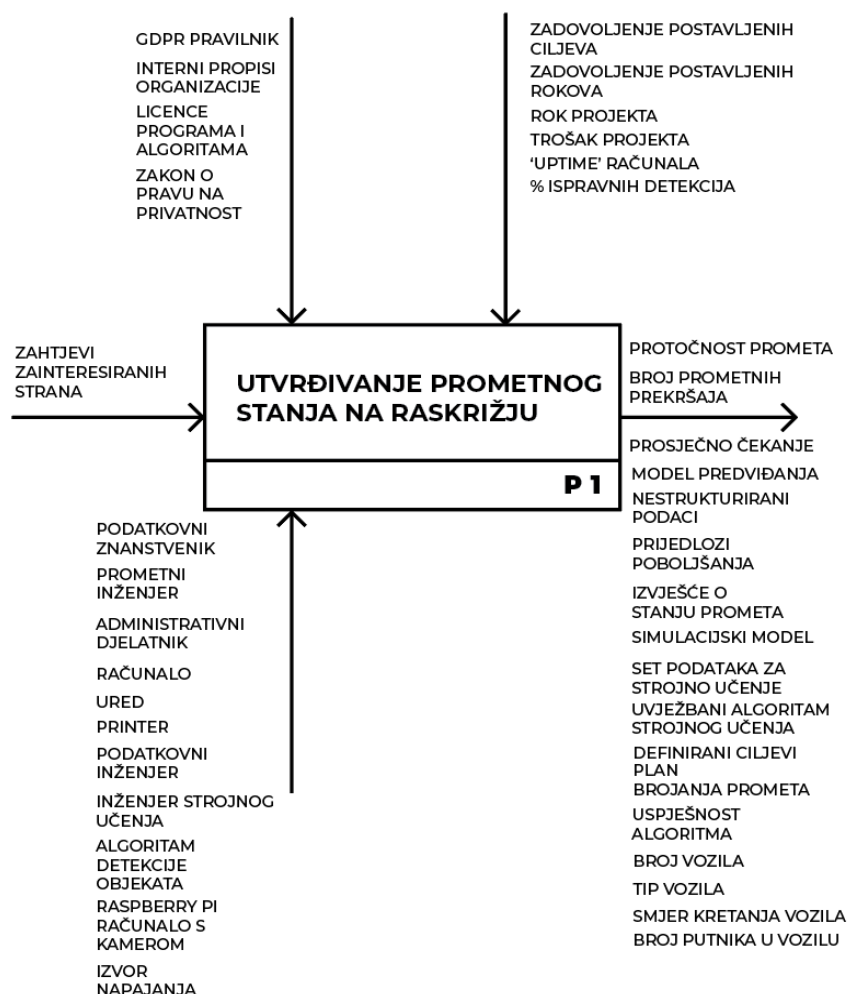 GDPR PRAVILNIK
INTERNI PROPISI
ORGANIZACIJE
LICENCE
PROGRAMA I
ALGORITAMA
ZAKON O
PRAVU NA
PRIVATNOST
ZADOVOLJENJE POSTAVLJENIH
CILJEVA
ZADOVOLJENJE POSTAVLJENIH
ROKOVA
ROK PROJEKTA
TROŠAK PROJEKTA
‘UPTIME’ RAČUNALA
% ISPRAVNIH DETEKCIJA
ZAHTJEVI
ZAINTERESIRANIH
STRANA
UTVRĐIVANJE PROMETNOG
STANJA NA RASKRIŽJU
P 1
PROTOČNOST PROMETA
BROJ PROMETNIH
PREKRŠAJA
PROSJEČNO ČEKANJE
MODEL PREDVIĐANJA
NESTRUKTURIRANI
PODACI
PRIJEDLOZI
POBOLJŠANJA
IZVJEŠĆE O
STANJU PROMETA
SIMULACIJSKI MODEL
SET PODATAKA ZA
STROJNO UČENJE
UVJEŽBANI ALGORITAM
STROJNOG UČENJA
DEFINIRANI CILJEVI
PLAN
BROJANJA PROMETA
USPJEŠNOST
ALGORITMA
BROJ VOZILA
TIP VOZILA
SMJER KRETANJA VOZILA
BROJ PUTNIKA U VOZILU
PODATKOVNI
ZNANSTVENIK
PROMETNI
INŽENJER
ADMINISTRATIVNI
DJELATNIK
RAČUNALO
URED
PRINTER
PODATKOVNI
INŽENJER
INŽENJER STROJNOG
UČENJA
ALGORITAM
DETEKCIJE
OBJEKATA
RASPBERRY PI
RAČUNALO S
KAMEROM
IZVOR
NAPAJANJA